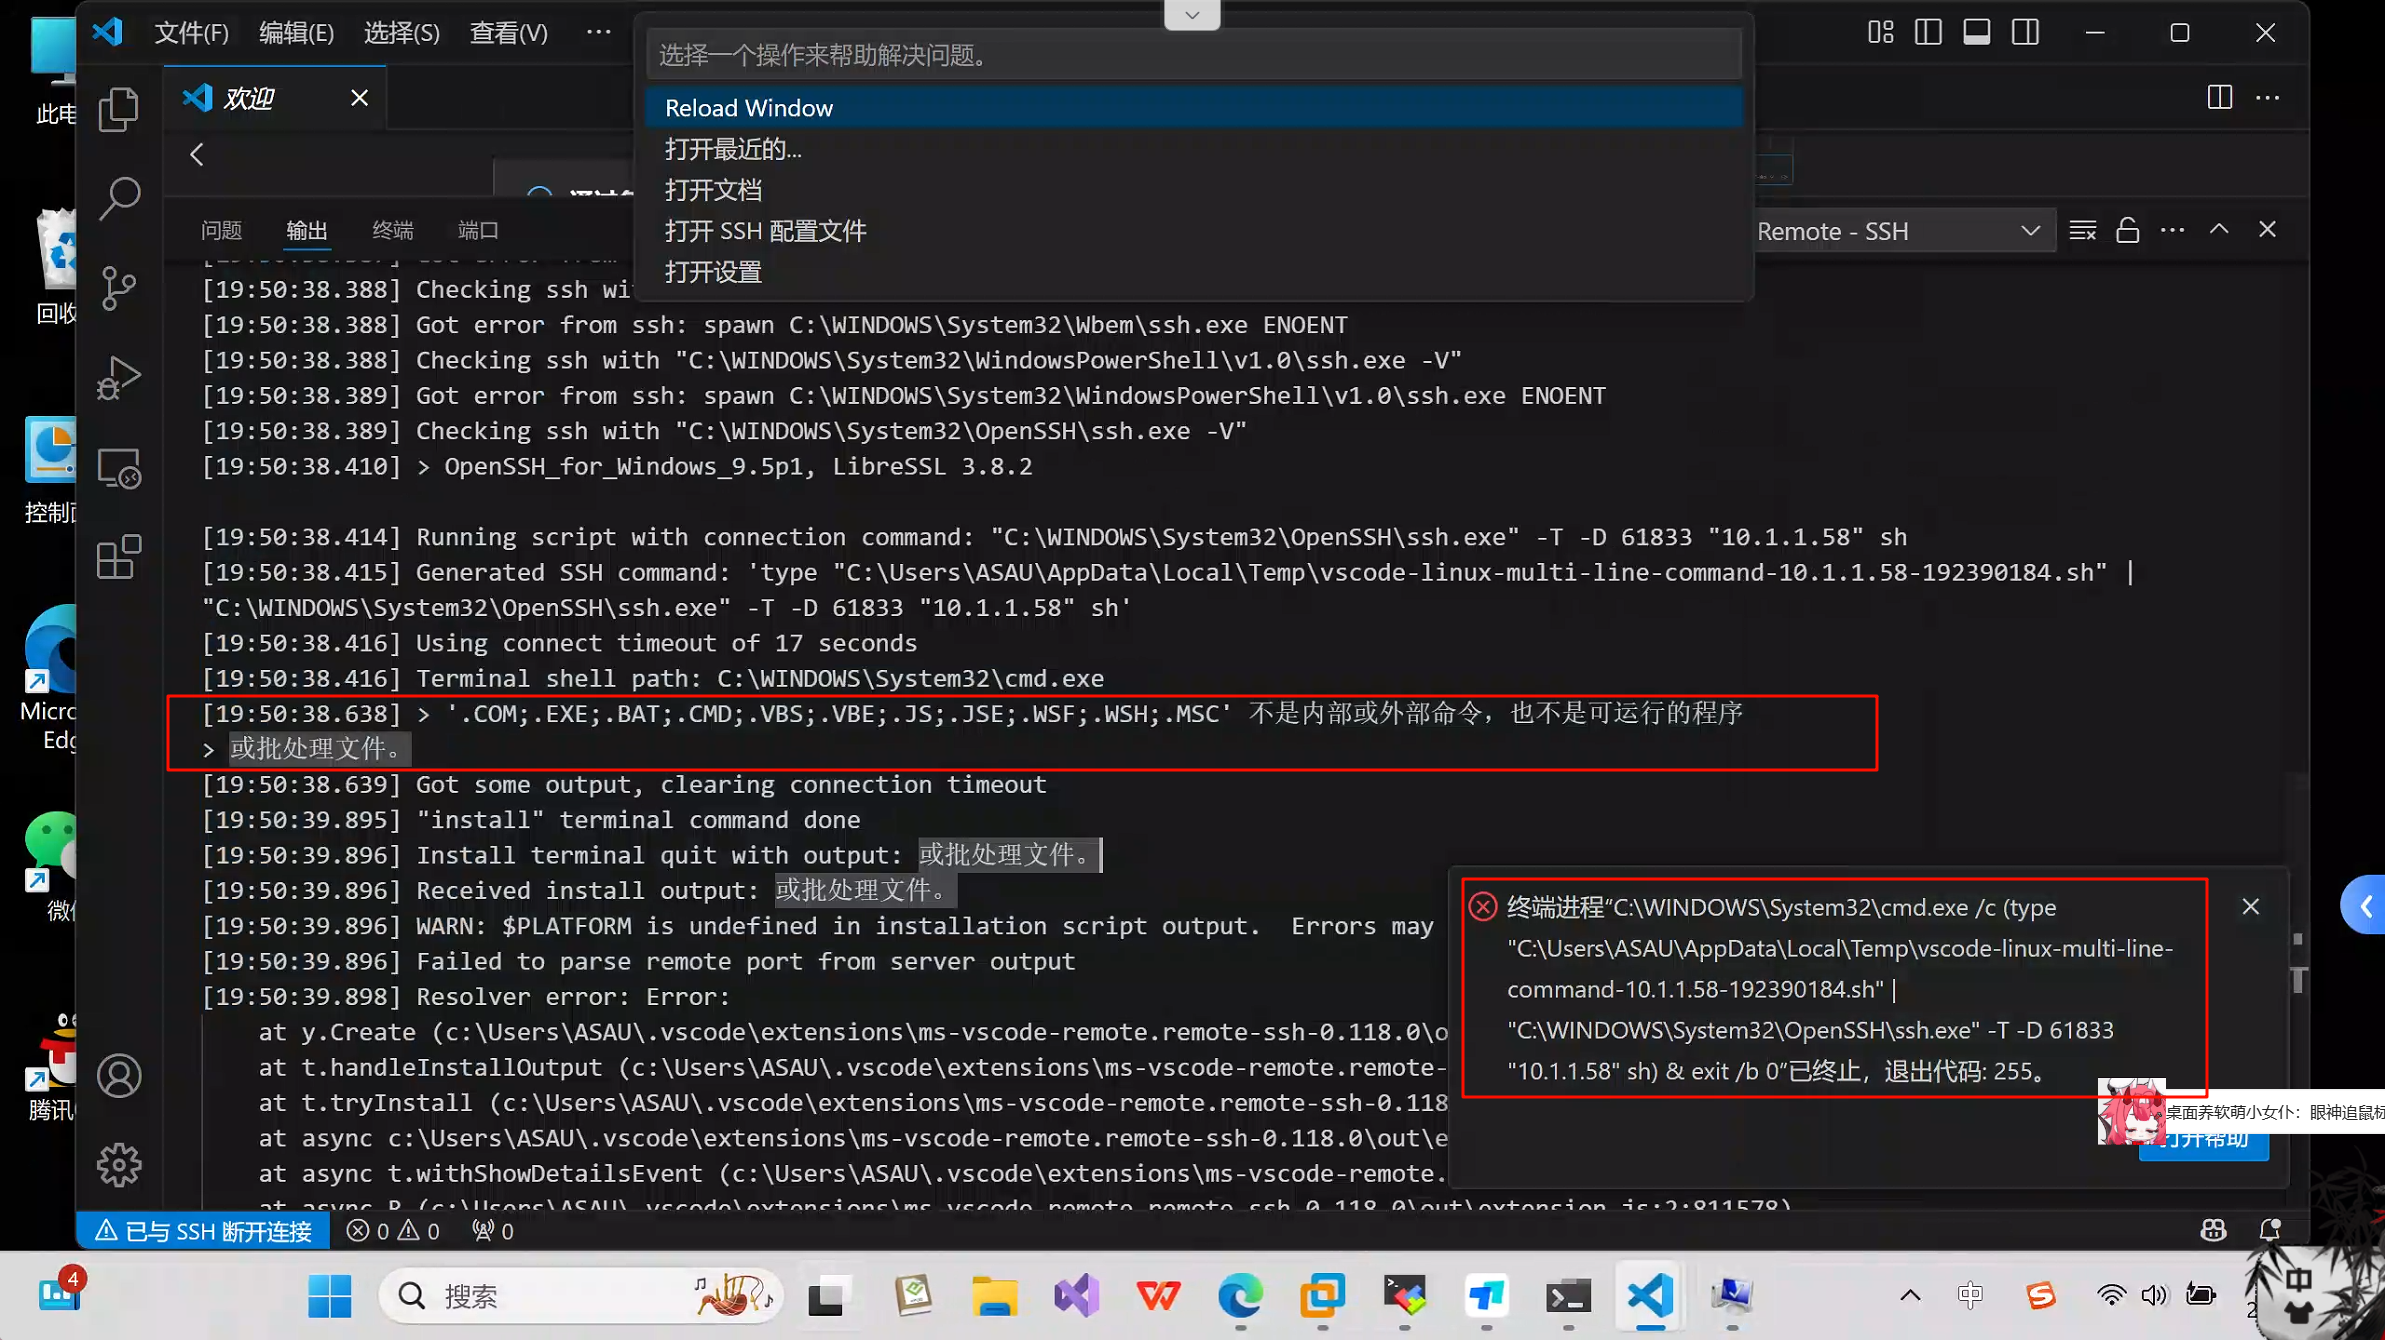 文件(F) 编辑(E) 选择(S) 查看(V) ···
选择一个操作来帮助解决问题。
Reload Window
打开最近的...
打开文档
打开 SSH 配置文件
打开设置
欢迎
问题 输出 终端 端口
Remote - SSH
[19:50:38.388] Checking ssh wi
[19:50:38.388] Got error from ssh: spawn C:\WINDOWS\System32\Wbem\ssh.exe ENOENT
[19:50:38.388] Checking ssh with "C:\WINDOWS\System32\WindowsPowerShell\v1.0\ssh.exe -V"
[19:50:38.389] Got error from ssh: spawn C:\WINDOWS\System32\WindowsPowerShell\v1.0\ssh.exe ENOENT
[19:50:38.389] Checking ssh with "C:\WINDOWS\System32\OpenSSH\ssh.exe -V"
[19:50:38.410] > OpenSSH_for_Windows_9.5p1, LibreSSL 3.8.2
[19:50:38.414] Running script with connection command: "C:\WINDOWS\System32\OpenSSH\ssh.exe" -T -D 61833 "10.1.1.58" sh
[19:50:38.415] Generated SSH command: 'type "C:\Users\ASAU\AppData\Local\Temp\vscode-linux-multi-line-command-10.1.1.58-192390184.sh" |
"C:\WINDOWS\System32\OpenSSH\ssh.exe" -T -D 61833 "10.1.1.58" sh'
[19:50:38.416] Using connect timeout of 17 seconds
[19:50:38.416] Terminal shell path: C:\WINDOWS\System32\cmd.exe
[19:50:38.638] > '.COM;.EXE;.BAT;.CMD;.VBS;.VBE;.JS;.JSE;.WSF;.WSH;.MSC' 不是内部或外部命令，也不是可运行的程序
> 或批处理文件。
[19:50:38.639] Got some output, clearing connection timeout
[19:50:39.895] "install" terminal command done
[19:50:39.896] Install terminal quit with output: 或批处理文件。
[19:50:39.896] Received install output: 或批处理文件。
[19:50:39.896] WARN: $PLATFORM is undefined in installation script output.  Errors may
[19:50:39.896] Failed to parse remote port from server output
[19:50:39.898] Resolver error: Error:
at y.Create (c:\Users\ASAU\.vscode\extensions\ms-vscode-remote.remote-ssh-0.118.0\o
at t.handleInstallOutput (c:\Users\ASAU\.vscode\extensions\ms-vscode-remote.remote-
at t.tryInstall (c:\Users\ASAU\.vscode\extensions\ms-vscode-remote.remote-ssh-0.118
at async c:\Users\ASAU\.vscode\extensions\ms-vscode-remote.remote-ssh-0.118.0\out\e
at async t.withShowDetailsEvent (c:\Users\ASAU\.vscode\extensions\ms-vscode-remote.
at async R (c:\Users\ASAU\.vscode\extensions\ms-vscode-remote.remote-ssh-0.118.0\out\extension.js:2:811578)
终端进程“C:\WINDOWS\System32\cmd.exe /c (type
"C:\Users\ASAU\AppData\Local\Temp\vscode-linux-multi-line-
command-10.1.1.58-192390184.sh" |
"C:\WINDOWS\System32\OpenSSH\ssh.exe" -T -D 61833
"10.1.1.58" sh) & exit /b 0”已终止，退出代码: 255。
桌面养软萌小女仆：眼神追鼠标
打开帮助
已与 SSH 断开连接 0 0 0
此电
回收
控制面
Micro
Edg
微信
腾讯
4
搜索
中
中